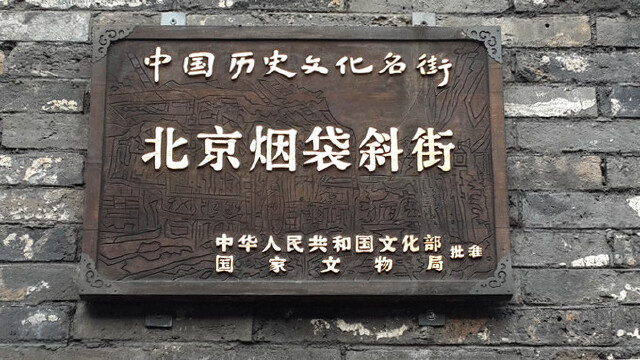 中国历史文化名街
北京烟袋斜街
中华人民共和国文化部
国家文物局
批准